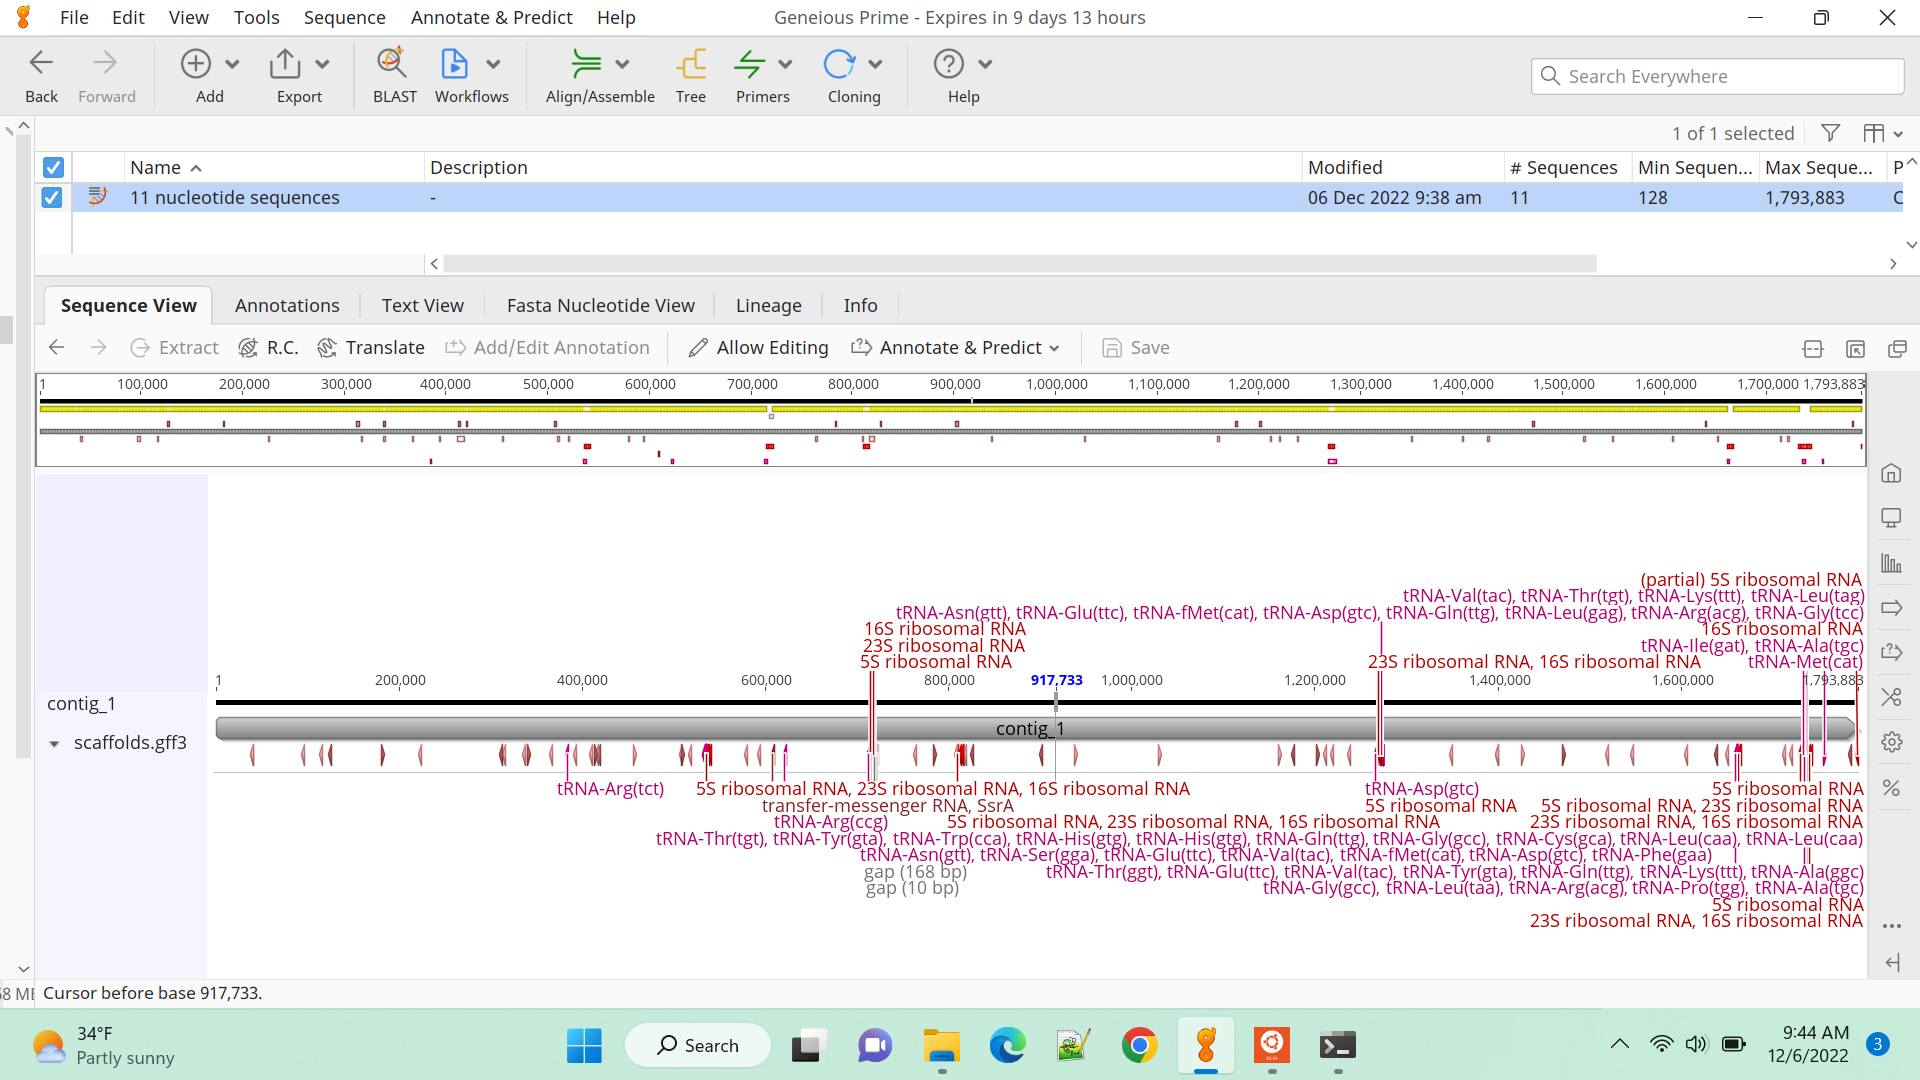 File Edit View Tools Sequence Annotate & Predict Help
Geneious Prime - Expires in 9 days 13 hours
Back Forward Add Export BLAST Workflows Align/Assemble Tree Primers Cloning Help
Search Everywhere
1 of 1 selected
Name Description Modified # Sequences Min Sequen... Max Seque... P
11 nucleotide sequences - 06 Dec 2022 9:38 am 11 128 1,793,883 C
Sequence View Annotations Text View Fasta Nucleotide View Lineage Info
Extract R.C. Translate Add/Edit Annotation Allow Editing Annotate & Predict Save
1 100,000 200,000 300,000 400,000 500,000 600,000 700,000 800,000 900,000 1,000,000 1,100,000 1,200,000 1,300,000 1,400,000 1,500,000 1,600,000 1,700,000 1,793,883
(partial) 5S ribosomal RNA
tRNA-Val(tac), tRNA-Thr(tgt), tRNA-Lys(ttt), tRNA-Leu(tag)
tRNA-Asn(gtt), tRNA-Glu(ttc), tRNA-fMet(cat), tRNA-Asp(gtc), tRNA-Gln(ttg), tRNA-Leu(gag), tRNA-Arg(acg), tRNA-Gly(tcc)
16S ribosomal RNA 16S ribosomal RNA
23S ribosomal RNA tRNA-Ile(gat), tRNA-Ala(tgc)
5S ribosomal RNA 23S ribosomal RNA, 16S ribosomal RNA tRNA-Met(cat)
1 200,000 400,000 600,000 800,000 917,733 1,000,000 1,200,000 1,400,000 1,600,000 1,793,883
contig_1
contig_1
scaffolds.gff3
tRNA-Arg(tct) 5S ribosomal RNA, 23S ribosomal RNA, 16S ribosomal RNA tRNA-Asp(gtc) 5S ribosomal RNA
transfer-messenger RNA, SsrA 5S ribosomal RNA 5S ribosomal RNA, 23S ribosomal RNA
tRNA-Arg(ccg) 5S ribosomal RNA, 23S ribosomal RNA, 16S ribosomal RNA 23S ribosomal RNA, 16S ribosomal RNA
tRNA-Thr(tgt), tRNA-Tyr(gta), tRNA-Trp(cca), tRNA-His(gtg), tRNA-His(gtg), tRNA-Gln(ttg), tRNA-Gly(gcc), tRNA-Cys(gca), tRNA-Leu(caa), tRNA-Leu(caa)
tRNA-Asn(gtt), tRNA-Ser(gga), tRNA-Glu(ttc), tRNA-Val(tac), tRNA-fMet(cat), tRNA-Asp(gtc), tRNA-Phe(gaa)
gap (168 bp) tRNA-Thr(ggt), tRNA-Glu(ttc), tRNA-Val(tac), tRNA-Tyr(gta), tRNA-Gln(ttg), tRNA-Lys(ttt), tRNA-Ala(ggc)
gap (10 bp) tRNA-Gly(gcc), tRNA-Leu(taa), tRNA-Arg(acg), tRNA-Pro(tgg), tRNA-Ala(tgc)
5S ribosomal RNA
23S ribosomal RNA, 16S ribosomal RNA
Cursor before base 917,733.
34°F
Partly sunny
Search
9:44 AM
12/6/2022
3